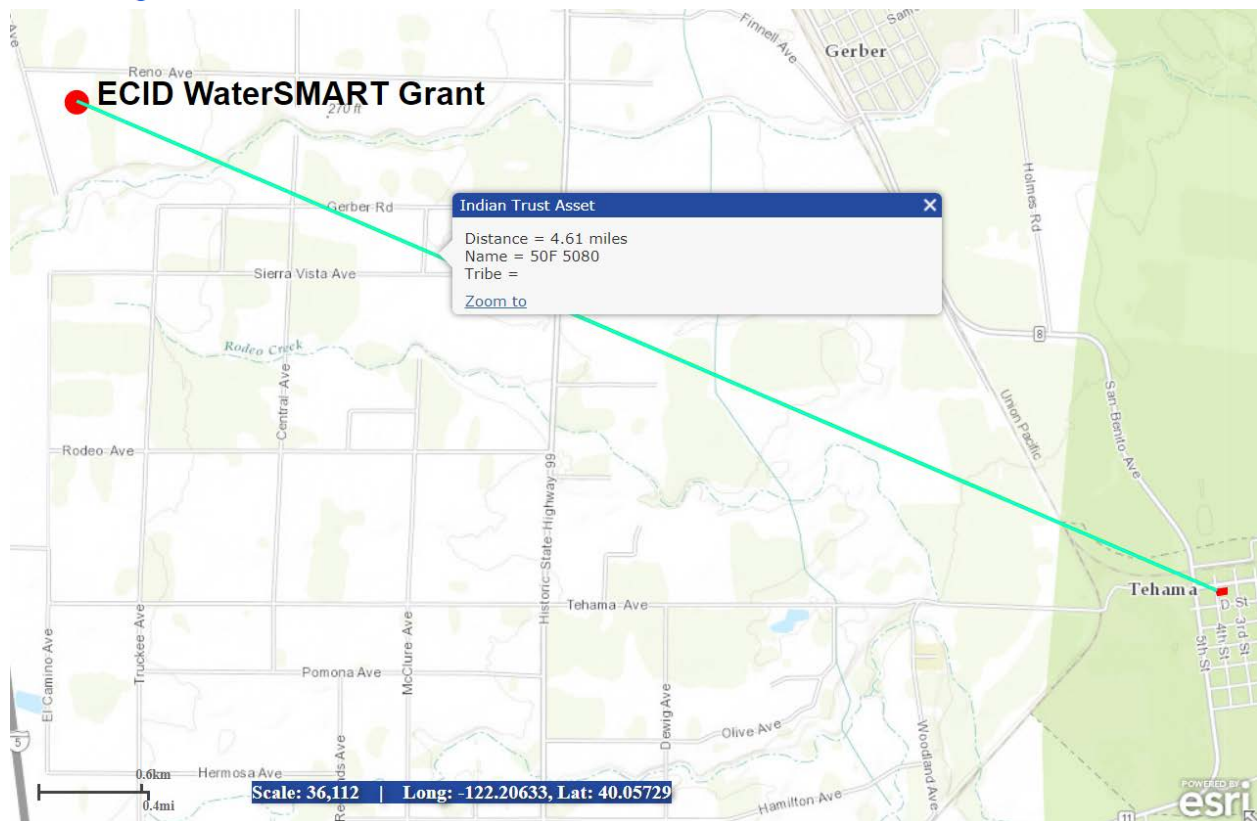 Ave
Finnell Ave
Sam
Gerber
Reno Ave
ECID WaterSMART Grant
270 ft
Holmes Rd
Gerber Rd
Indian Trust Asset
Distance = 4.61 miles
Name = 50F 5080
Tribe =
Zoom to
Sierra Vista Ave
Rodeo Creek
8
Central Ave
Union Pacific
San Benito Ave
Rodeo Ave
Historic State Highway 99
Tehama
D St
Tehama Ave
El Camino Ave
Truckee Ave
McClure Ave
4th St
3rd St
5th St
Pomona Ave
Dewig Ave
Olive Ave
Woodland Ave
5
0.6km
Hermosa Ave
0.4mi
Scale: 36,112 | Long: -122.20633, Lat: 40.05729
Hamilton Ave
11
POWERED BY
esri